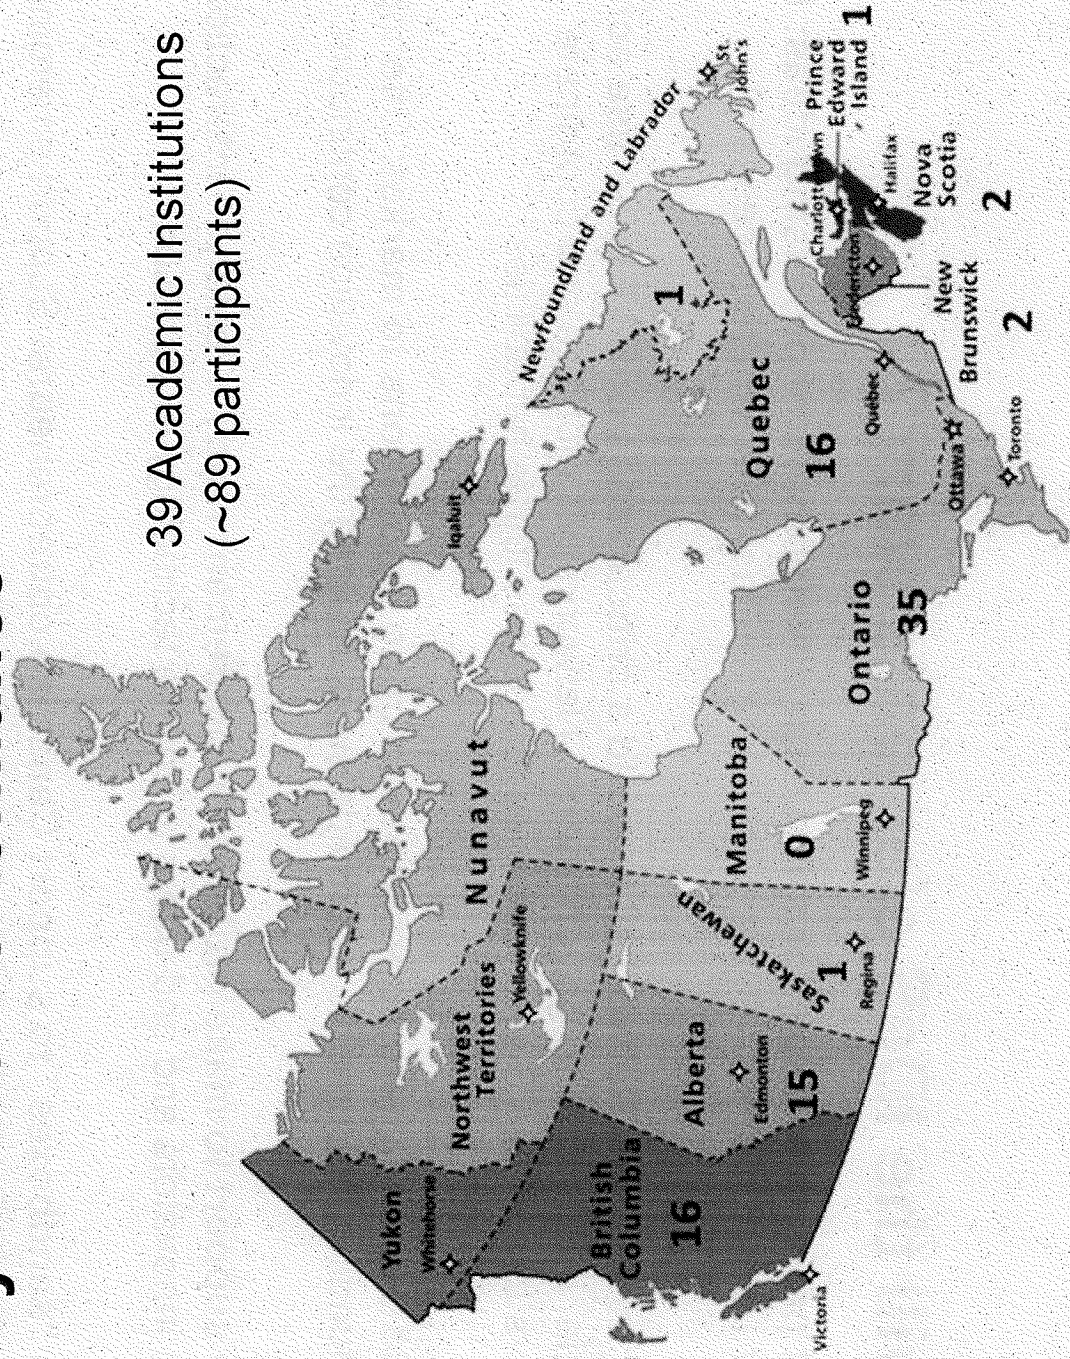 39 Academic Institutions
(~89 participants)
Yukon
Whitehorse
Northwest
Territories
Yellowknife
Nunavut
Iqaluit
British
Columbia
16
Victoria
Alberta
Edmonton
15
Saskatchewan
1
Regina
Manitoba
0
Winnipeg
Ontario
35
Ottawa
Toronto
Quebec
16
Québec
Newfoundland and Labrador
1
St.
John's
New
Brunswick
2
Fredericton
Charlottetown
Prince
Edward
Island
1
Halifax
Nova
Scotia
2